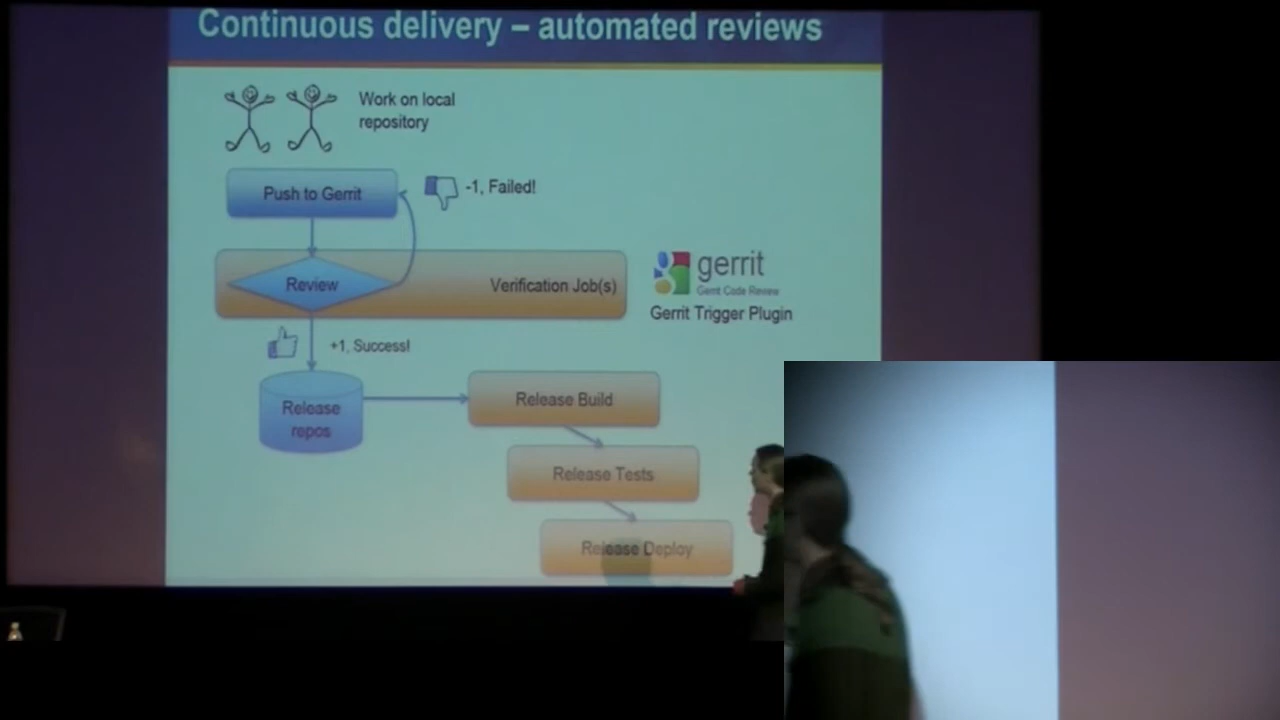 Continuous delivery – automated reviews
Work on local
repository
Push to Gerrit
-1, Failed!
Review
Verification Job(s)
gerrit
Gerrit Code Review
Gerrit Trigger Plugin
+1, Success!
Release
repos
Release Build
Release Tests
Release Deploy